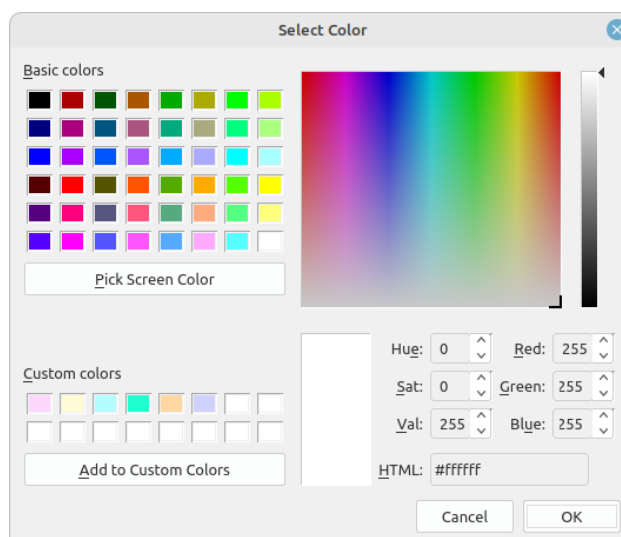 Select Color
Basic colors
Pick Screen Color
Custom colors
Add to Custom Colors
Hue: 0 Red: 255
Sat: 0 Green: 255
Val: 255 Blue: 255
HTML: #ffffff
Cancel OK